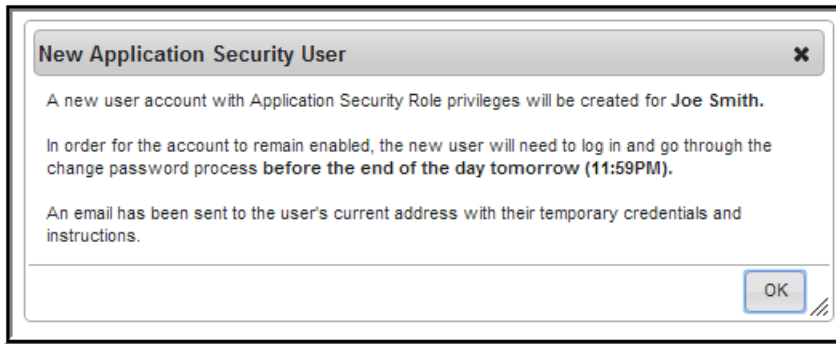 New Application Security User
A new user account with Application Security Role privileges will be created for Joe Smith.
In order for the account to remain enabled, the new user will need to log in and go through the
change password process before the end of the day tomorrow (11:59PM).
An email has been sent to the user's current address with their temporary credentials and
instructions.
OK